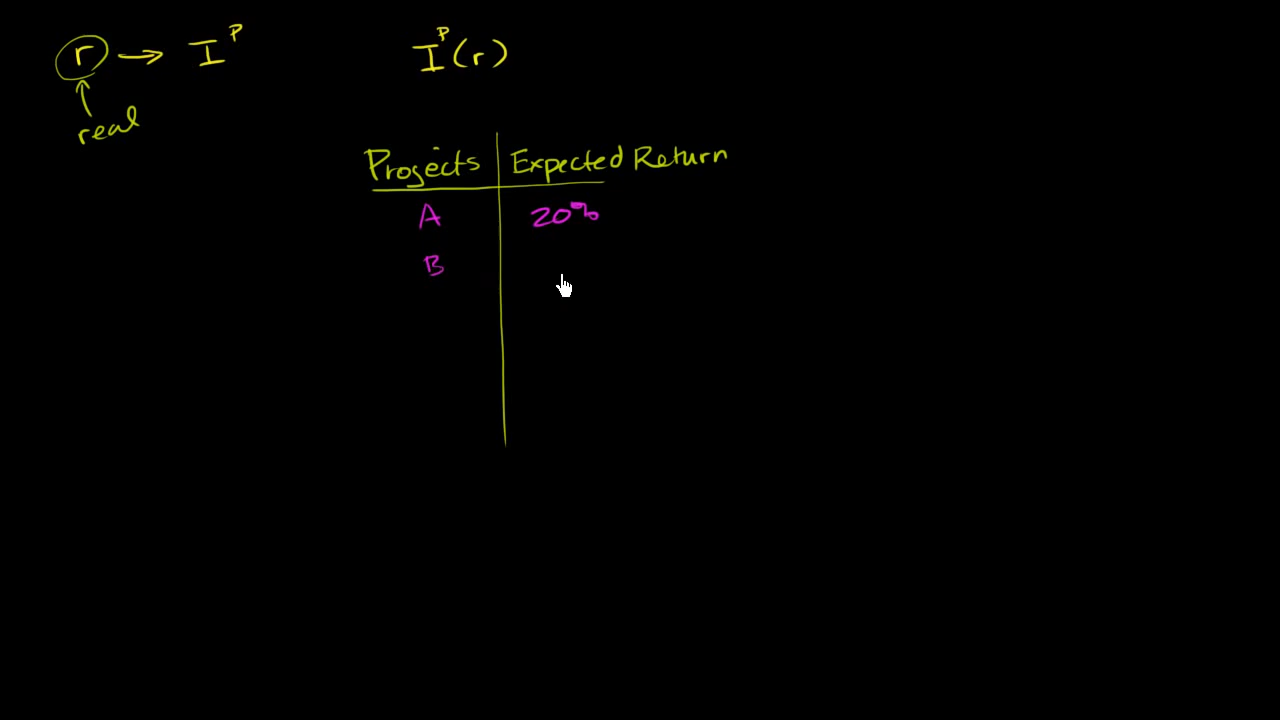 r → I^P
I^P(r)
real
Projects Expected Return
A 20%
B